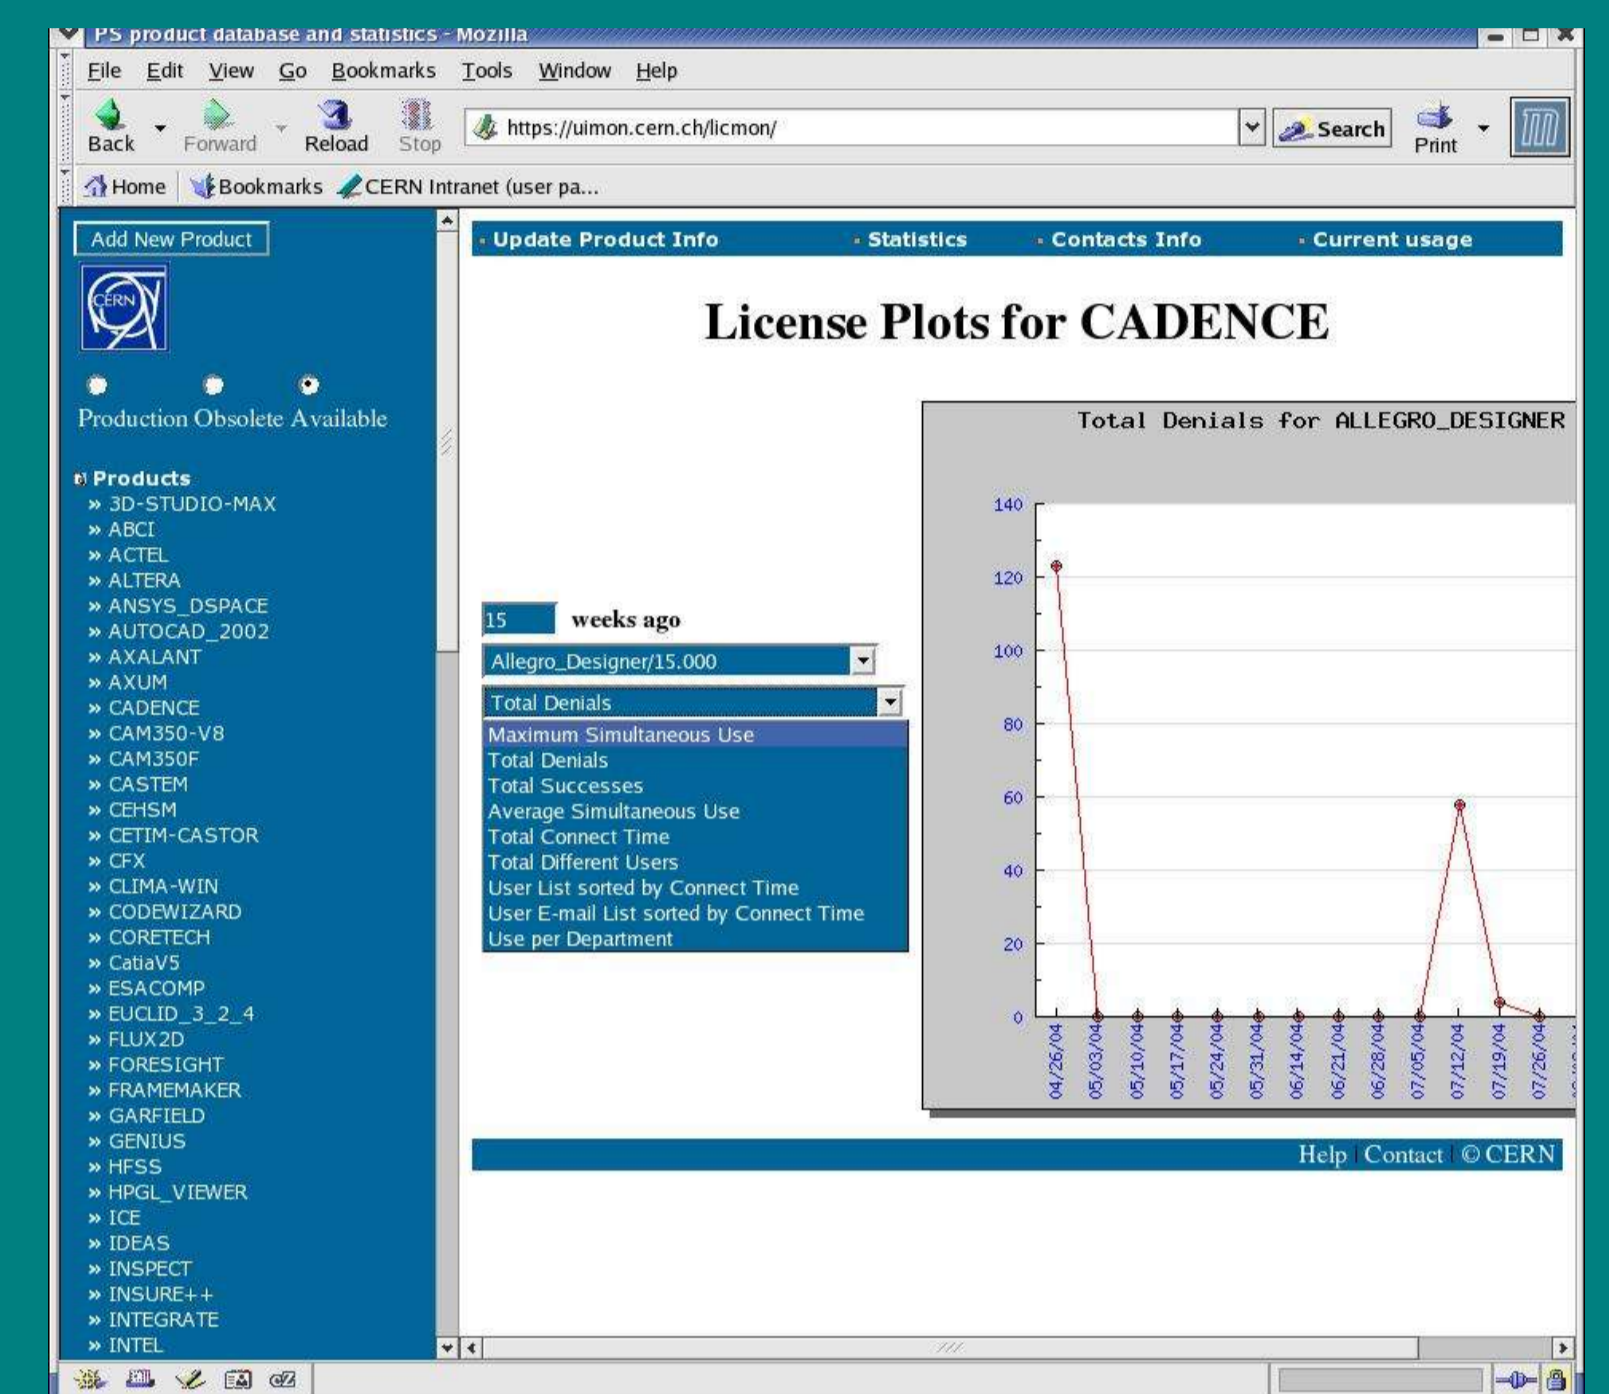 PS product database and statistics - Mozilla
File Edit View Go Bookmarks Tools Window Help
Back Forward Reload Stop https://uimon.cern.ch/licmon/ Search Print
Home Bookmarks CERN Intranet (user pa...
Add New Product
CERN
Production Obsolete Available
Products
» 3D-STUDIO-MAX
» ABCI
» ACTEL
» ALTERA
» ANSYS_DSPACE
» AUTOCAD_2002
» AXALANT
» AXUM
» CADENCE
» CAM350-V8
» CAM350F
» CASTEM
» CEHSM
» CETIM-CASTOR
» CFX
» CLIMA-WIN
» CODEWIZARD
» CORETECH
» CatiaV5
» ESACOMP
» EUCLID_3_2_4
» FLUX2D
» FORESIGHT
» FRAMEMAKER
» GARFIELD
» GENIUS
» HFSS
» HPGL_VIEWER
» ICE
» IDEAS
» INSPECT
» INSURE++
» INTEGRATE
» INTEL
Update Product Info Statistics Contacts Info Current usage
License Plots for CADENCE
15 weeks ago
Allegro_Designer/15.000
Total Denials
Maximum Simultaneous Use
Total Denials
Total Successes
Average Simultaneous Use
Total Connect Time
Total Different Users
User List sorted by Connect Time
User E-mail List sorted by Connect Time
Use per Department
Total Denials for ALLEGRO_DESIGNER
140
120
100
80
60
40
20
0
04/26/04
05/03/04
05/10/04
05/17/04
05/24/04
05/31/04
06/14/04
06/21/04
06/28/04
07/05/04
07/12/04
07/19/04
07/26/04
Help | Contact | © CERN